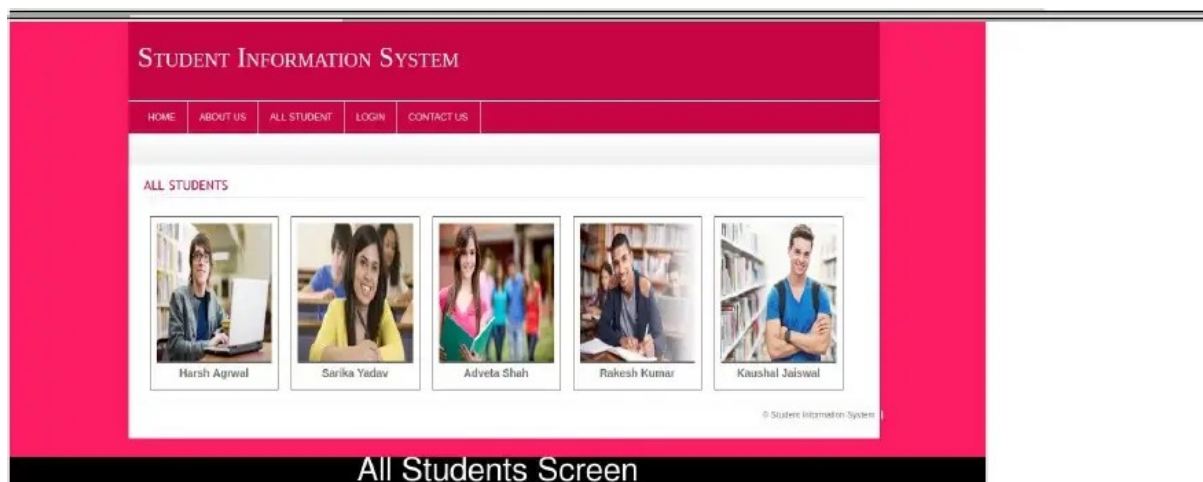 STUDENT INFORMATION SYSTEM
HOME ABOUT US ALL STUDENT LOGIN CONTACT US
ALL STUDENTS
Harsh Agrwal Sarika Yadav Adveta Shah Rakesh Kumar Kaushal Jaiswal
© Student Information System |
All Students Screen